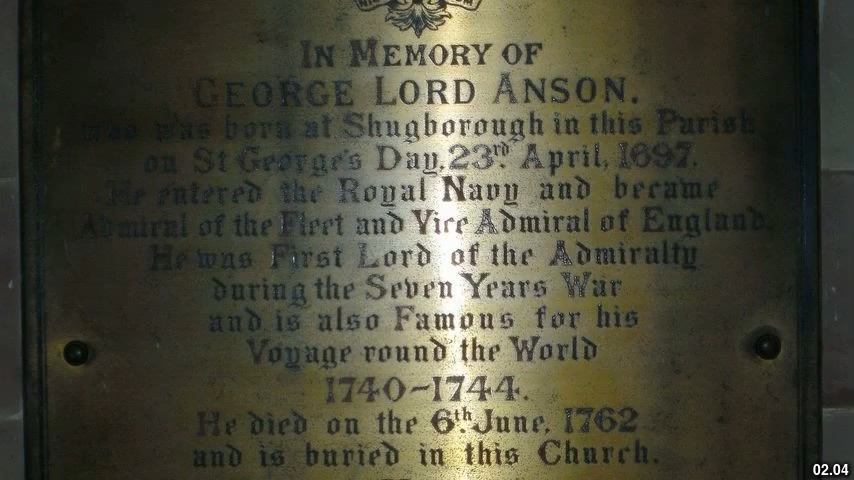 IN MEMORY OF
GEORGE LORD ANSON.
who was born at Shugborough in this Parish
on St George's Day, 23rd April, 1697.
He entered the Royal Navy and became
Admiral of the Fleet and Vice Admiral of England.
He was First Lord of the Admiralty
during the Seven Years War
and is also Famous for his
Voyage round the World
1740-1744.
He died on the 6th June, 1762
and is buried in this Church.
02.04